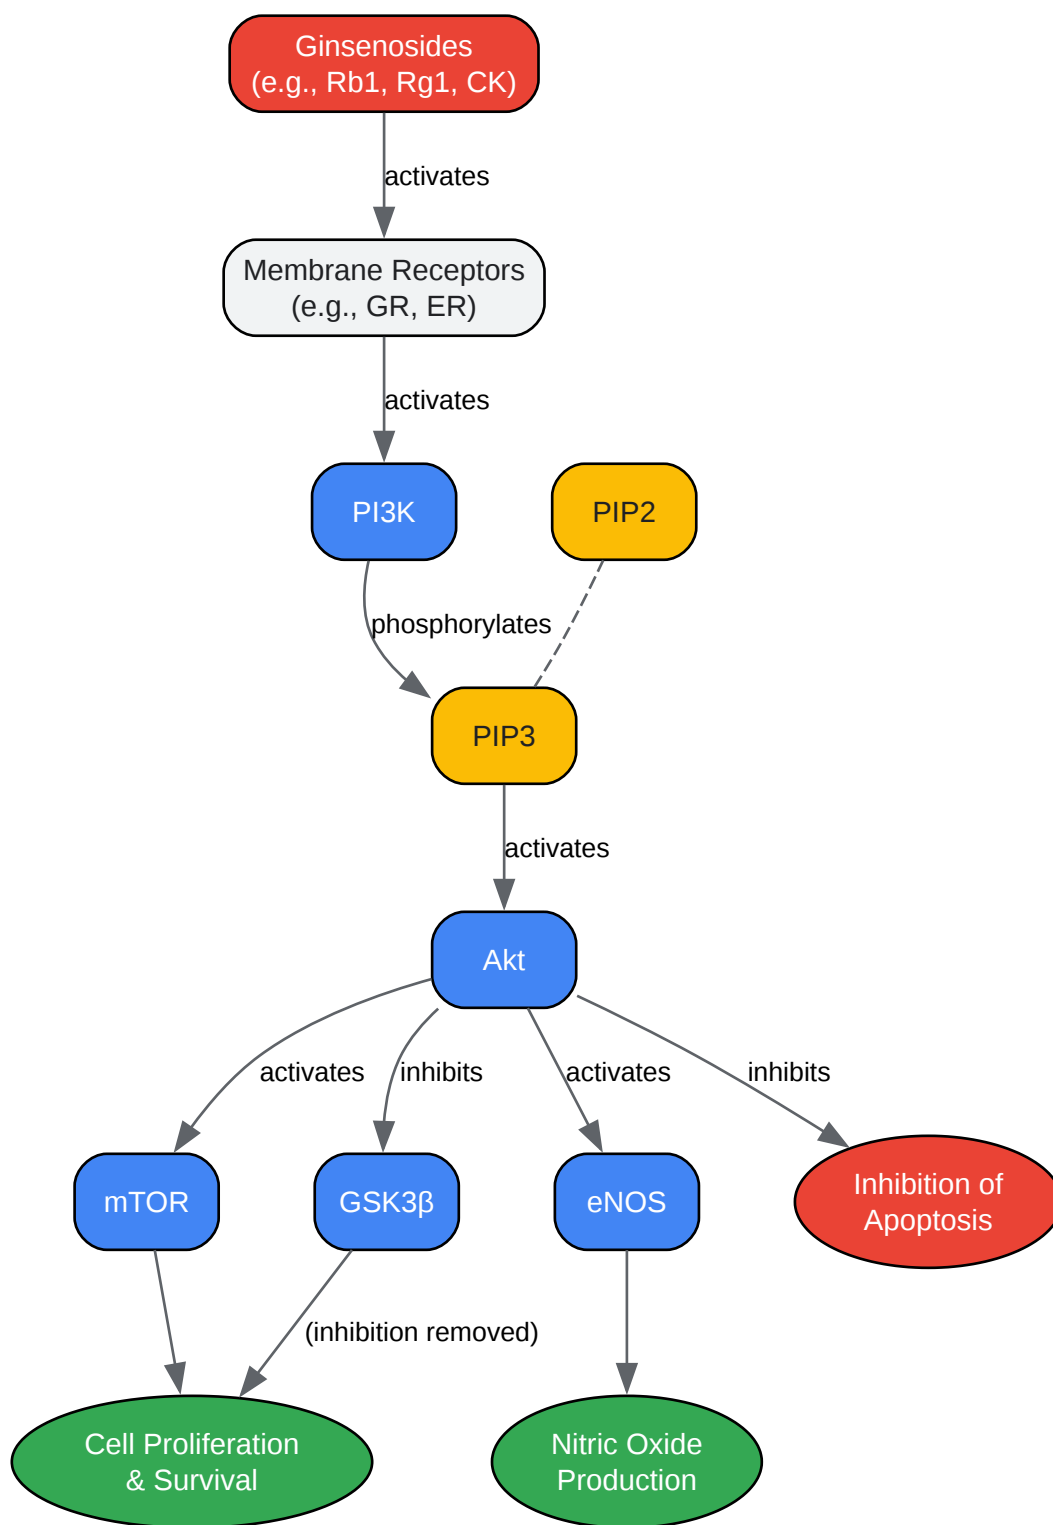 Ginsenosides
(e.g., Rb1, Rg1, CK)
activates
Membrane Receptors
(e.g., GR, ER)
activates
PI3K
PIP2
phosphorylates
PIP3
activates
Akt
activates
inhibits
activates
inhibits
mTOR
GSK3β
eNOS
Inhibition of
Apoptosis
(inhibition removed)
Cell Proliferation
& Survival
Nitric Oxide
Production